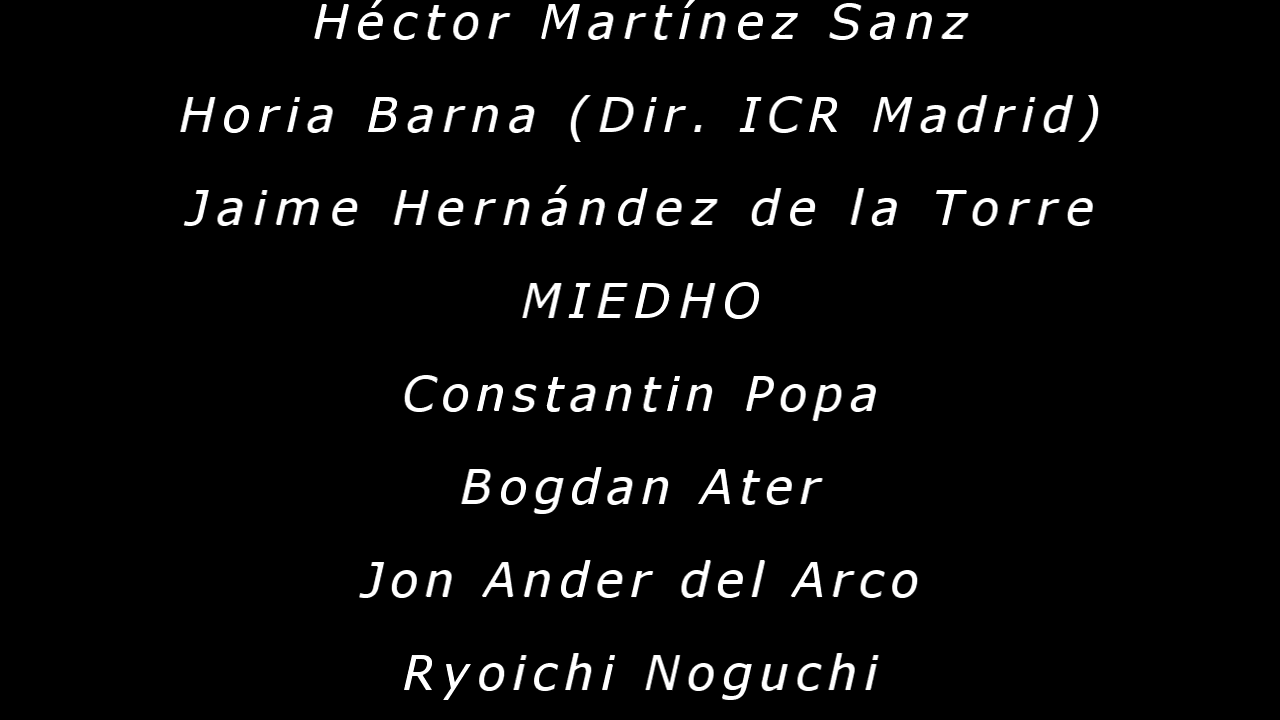 Héctor Martínez Sanz
Horia Barna (Dir. ICR Madrid)
Jaime Hernández de la Torre
MIEDHO
Constantin Popa
Bogdan Ater
Jon Ander del Arco
Ryoichi Noguchi